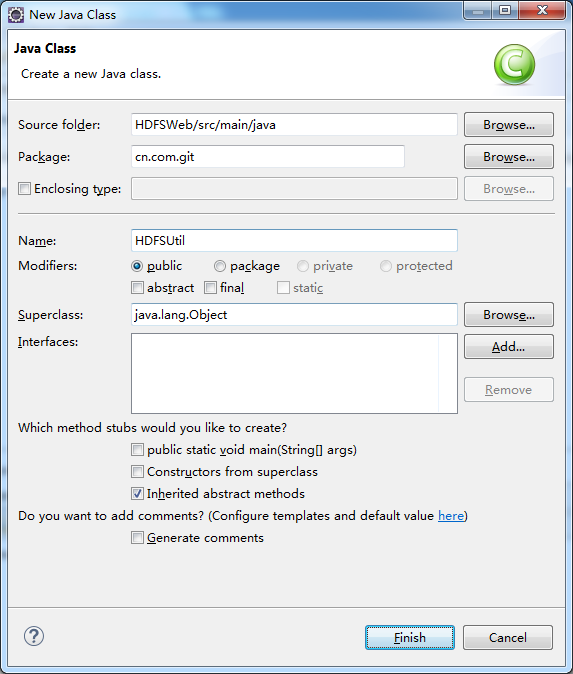 New Java Class
Java Class
Create a new Java class.
C
Source folder: HDFSWeb/src/main/java Browse...
Package: cn.com.git Browse...
Enclosing type: Browse...
Name: HDFSUtil
Modifiers: public package private protected
abstract final static
Superclass: java.lang.Object Browse...
Interfaces: Add...
Remove
Which method stubs would you like to create?
public static void main(String[] args)
Constructors from superclass
Inherited abstract methods
Do you want to add comments? (Configure templates and default value here)
Generate comments
? Finish Cancel